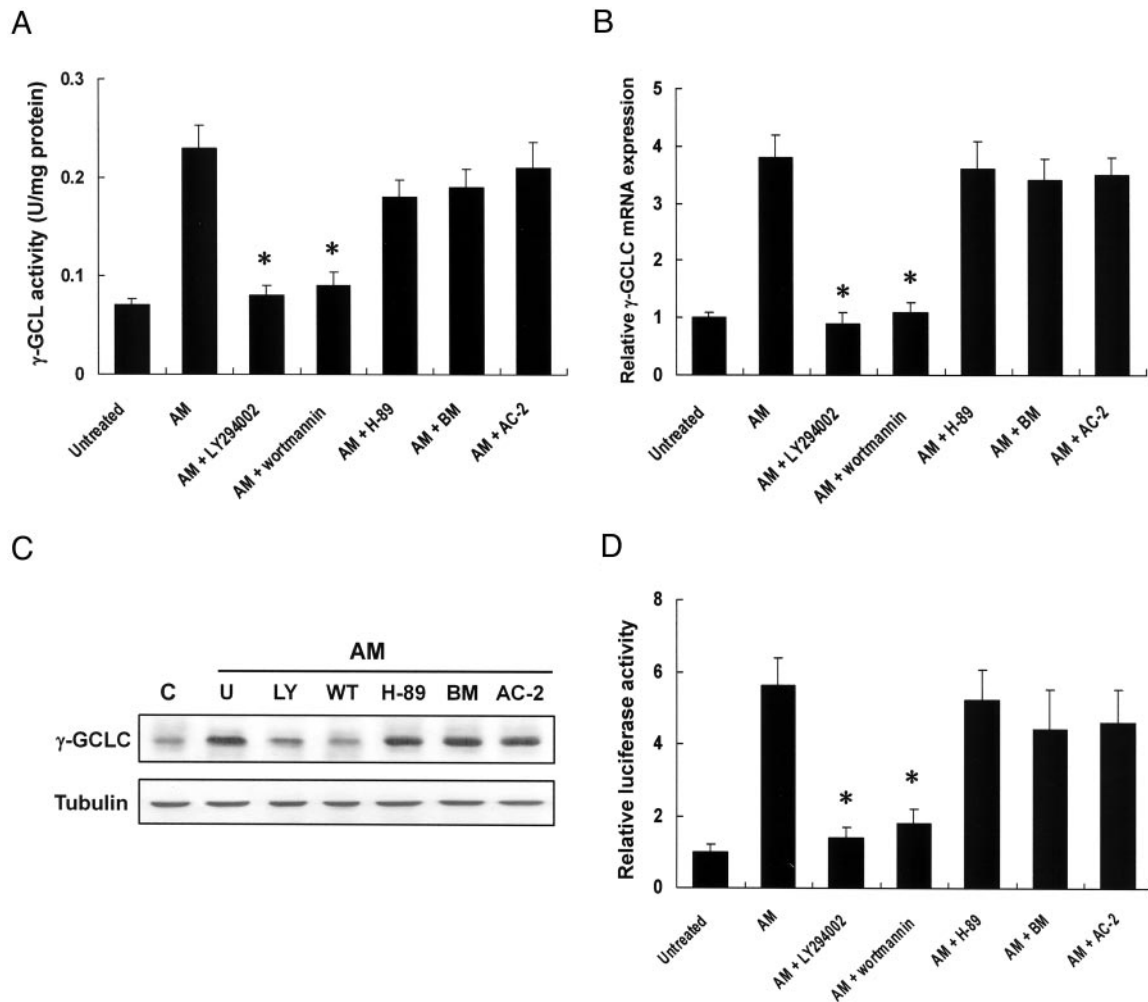 A
γ-GCL activity (U/mg protein)
0.3
0.2
0.1
0
*
*
Untreated
AM
AM + LY294002
AM + wortmannin
AM + H-89
AM + BM
AM + AC-2
B
Relative γ-GCLC mRNA expression
5
4
3
2
1
0
*
*
Untreated
AM
AM + LY294002
AM + wortmannin
AM + H-89
AM + BM
AM + AC-2
C
AM
C U LY WT H-89 BM AC-2
γ-GCLC
Tubulin
D
Relative luciferase activity
8
6
4
2
0
*
*
Untreated
AM
AM + LY294002
AM + wortmannin
AM + H-89
AM + BM
AM + AC-2